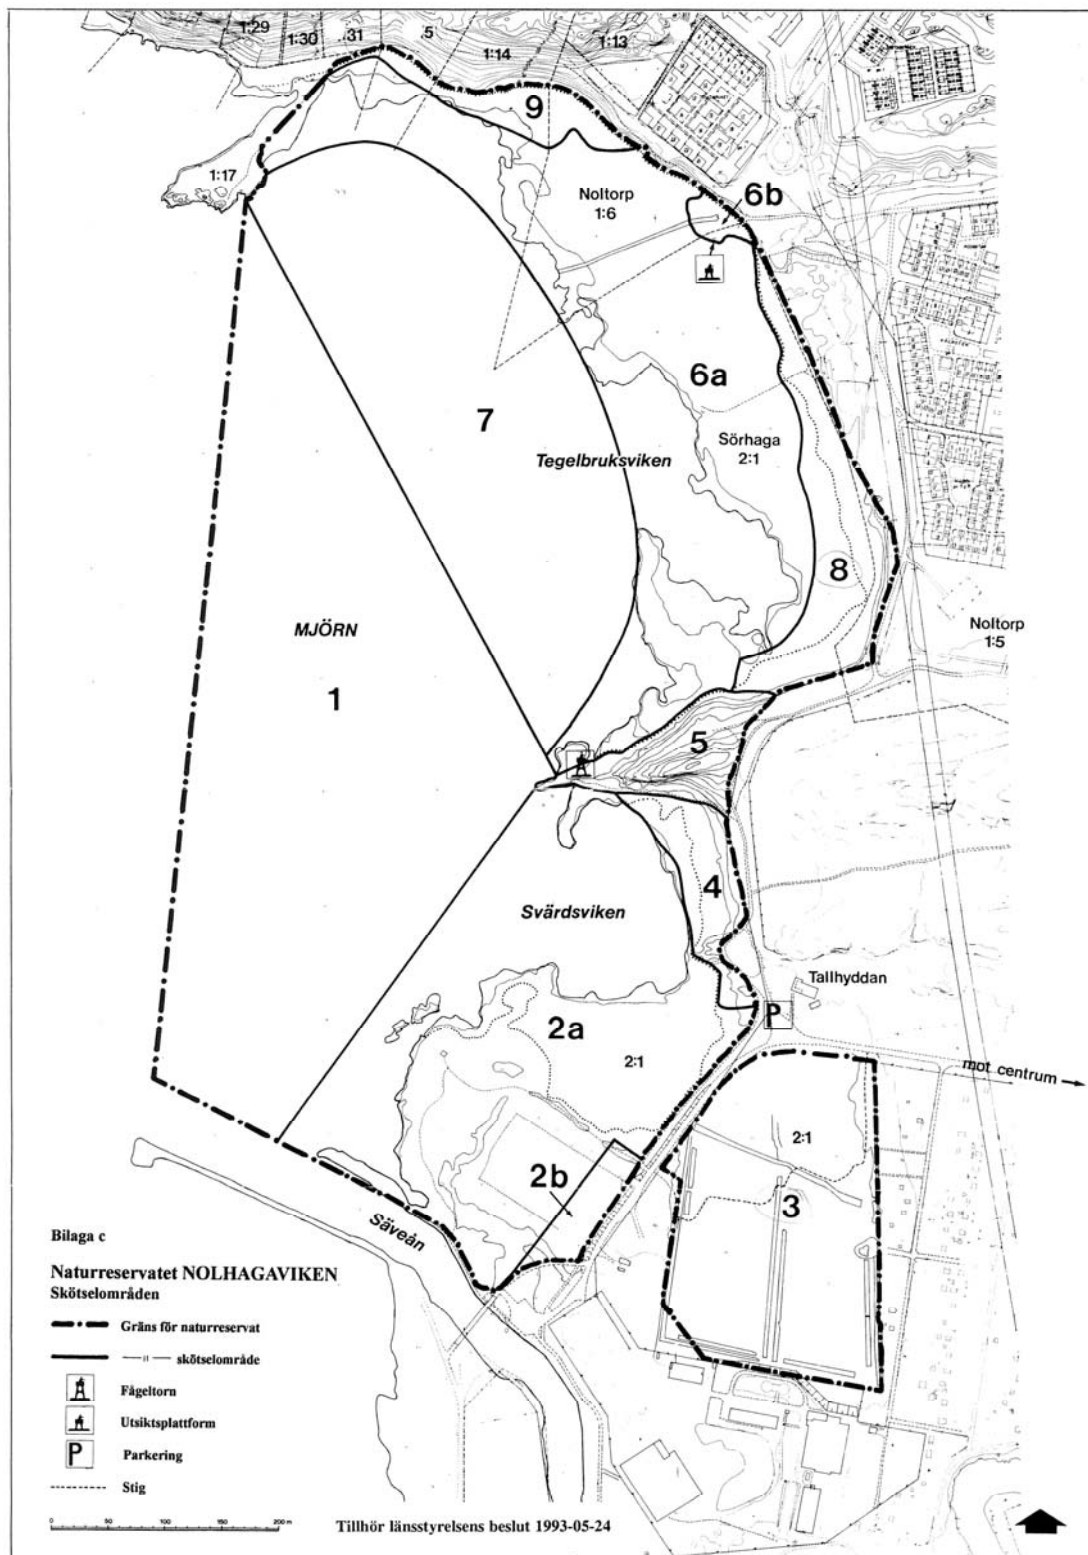 1:29
1:30
31
5
1:14
1:13
9
1:17
Noltorp
1:6
6b
6a
7
Sörhaga
2:1
Tegelbruksviken
8
Noltorp
1:5
MJÖRN
1
5
4
Svärdsviken
Tallhyddan
P
2a
2:1
mot centrum
2:1
2b
3
Säveån
Bilaga c
Naturreservatet NOLHAGAVIKEN
Skötselområden
Gräns för naturreservat
—"— skötselområde
Fågeltorn
Utsiktsplattform
P Parkering
Stig
0 100 200 m
Tillhör länsstyrelsens beslut 1993-05-24